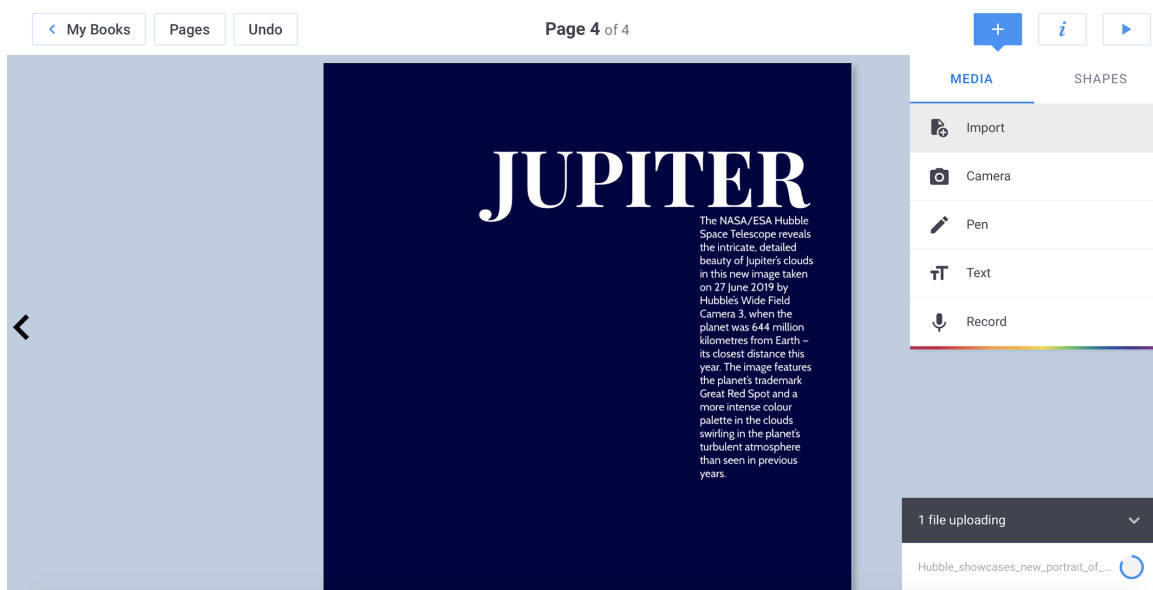 My Books
Pages
Undo
Page 4 of 4
i
MEDIA
SHAPES
Import
Camera
Pen
Text
Record
JUPITER
The NASA/ESA Hubble
Space Telescope reveals
the intricate, detailed
beauty of Jupiter's clouds
in this new image taken
on 27 June 2019 by
Hubble's Wide Field
Camera 3, when the
planet was 644 million
kilometres from Earth –
its closest distance this
year. The image features
the planet's trademark
Great Red Spot and a
more intense colour
palette in the clouds
swirling in the planet's
turbulent atmosphere
than seen in previous
years.
1 file uploading
Hubble_showcases_new_portrait_of_...